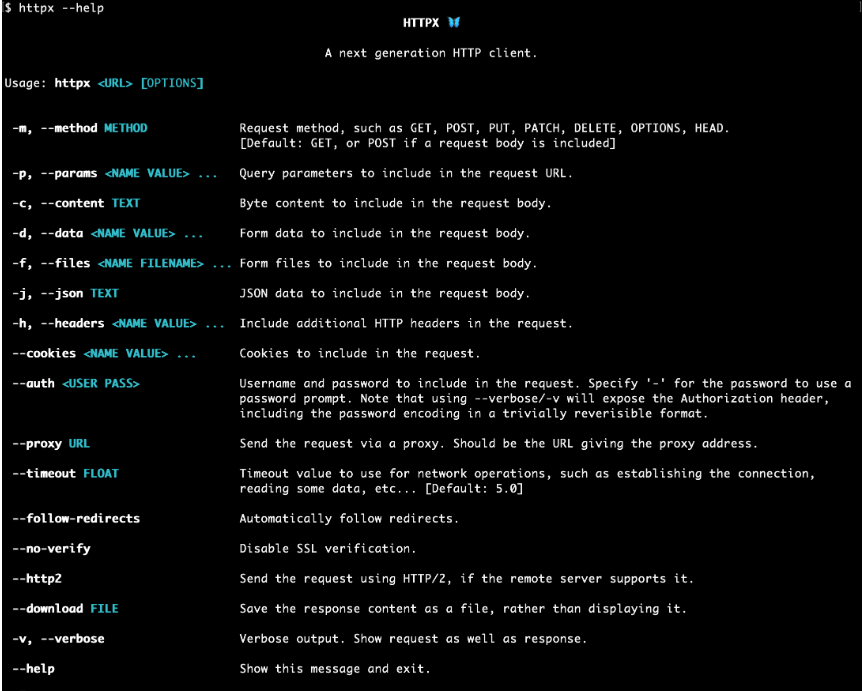 $ httpx --help
HTTPX 🦋
A next generation HTTP client.
Usage: httpx <URL> [OPTIONS]
-m, --method METHOD Request method, such as GET, POST, PUT, PATCH, DELETE, OPTIONS, HEAD.
[Default: GET, or POST if a request body is included]
-p, --params <NAME VALUE> ... Query parameters to include in the request URL.
-c, --content TEXT Byte content to include in the request body.
-d, --data <NAME VALUE> ... Form data to include in the request body.
-f, --files <NAME FILENAME> ... Form files to include in the request body.
-j, --json TEXT JSON data to include in the request body.
-h, --headers <NAME VALUE> ... Include additional HTTP headers in the request.
--cookies <NAME VALUE> ... Cookies to include in the request.
--auth <USER PASS> Username and password to include in the request. Specify '-' for the password to use a
password prompt. Note that using --verbose/-v will expose the Authorization header,
including the password encoding in a trivially reverisible format.
--proxy URL Send the request via a proxy. Should be the URL giving the proxy address.
--timeout FLOAT Timeout value to use for network operations, such as establishing the connection,
reading some data, etc... [Default: 5.0]
--follow-redirects Automatically follow redirects.
--no-verify Disable SSL verification.
--http2 Send the request using HTTP/2, if the remote server supports it.
--download FILE Save the response content as a file, rather than displaying it.
-v, --verbose Verbose output. Show request as well as response.
--help Show this message and exit.